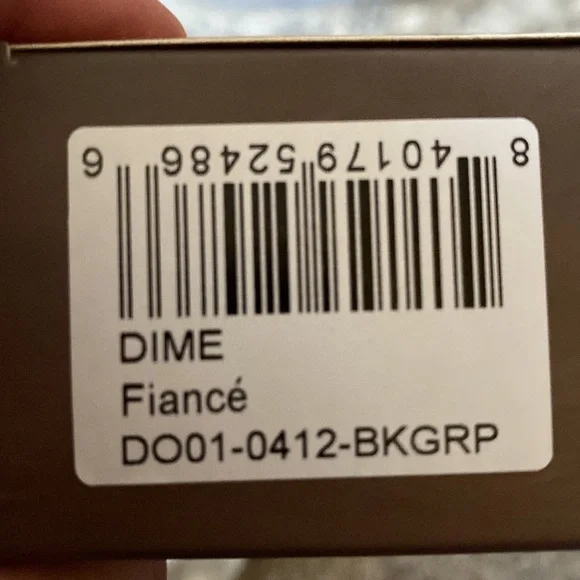 8 40179 52486 6
DIME
Fiancé
DO01-0412-BKGRP